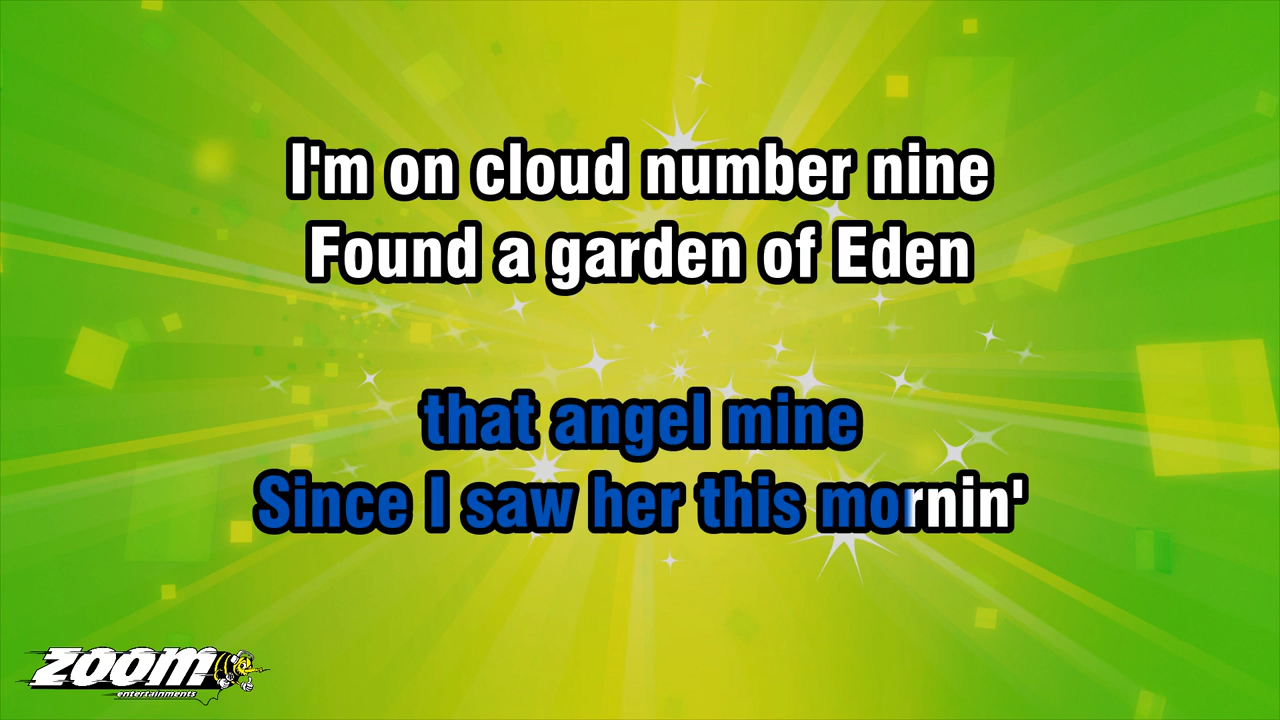 I'm on cloud number nine
Found a garden of Eden
that angel mine
Since I saw her this mornin'
zoom
entertainments